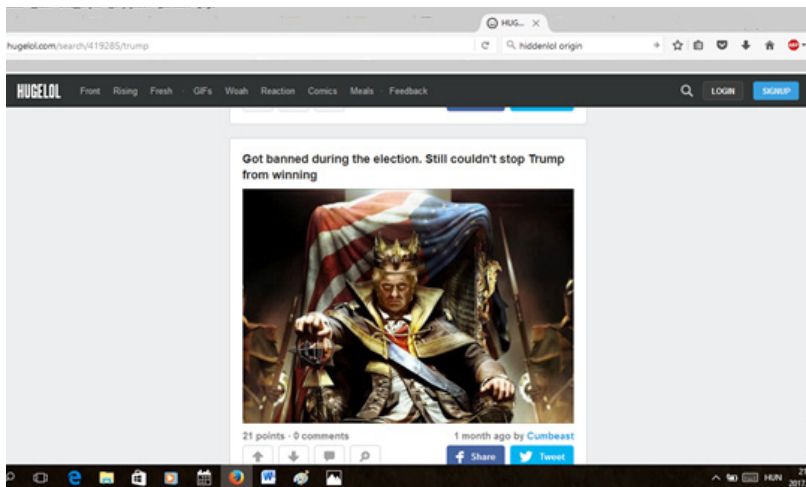 HUG...
hugelol.com/search/419285/trump
hiddenlol origin
HUGELOL Front Rising Fresh · GIFs Woah Reaction Comics Meals · Feedback LOGIN SIGNUP
Got banned during the election. Still couldn't stop Trump
from winning
21 points · 0 comments
1 month ago by Cumbeast
f Share Tweet
HUN
21
2017